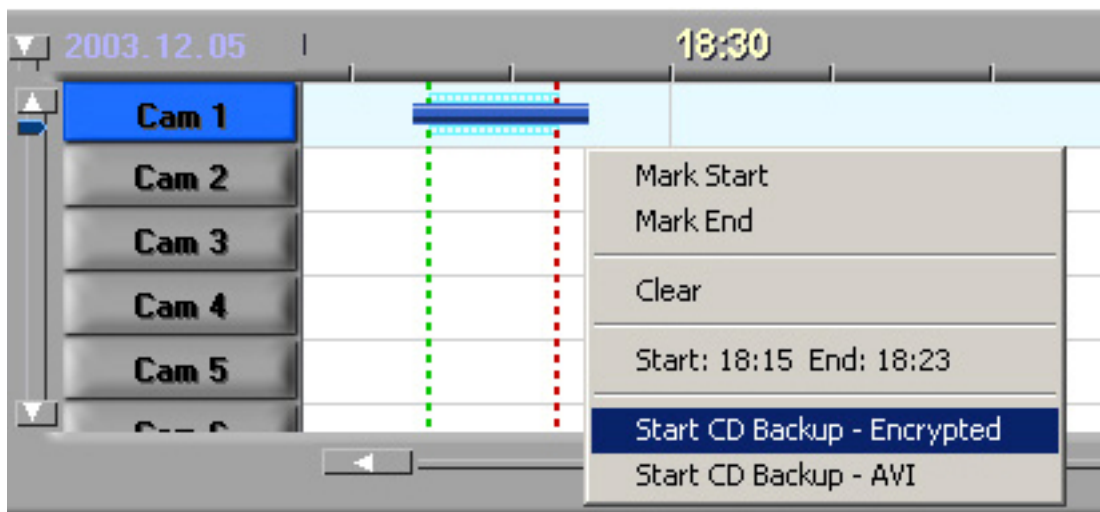 2003.12.05
18:30
Cam 1
Cam 2
Cam 3
Cam 4
Cam 5
Mark Start
Mark End
Clear
Start: 18:15 End: 18:23
Start CD Backup - Encrypted
Start CD Backup - AVI